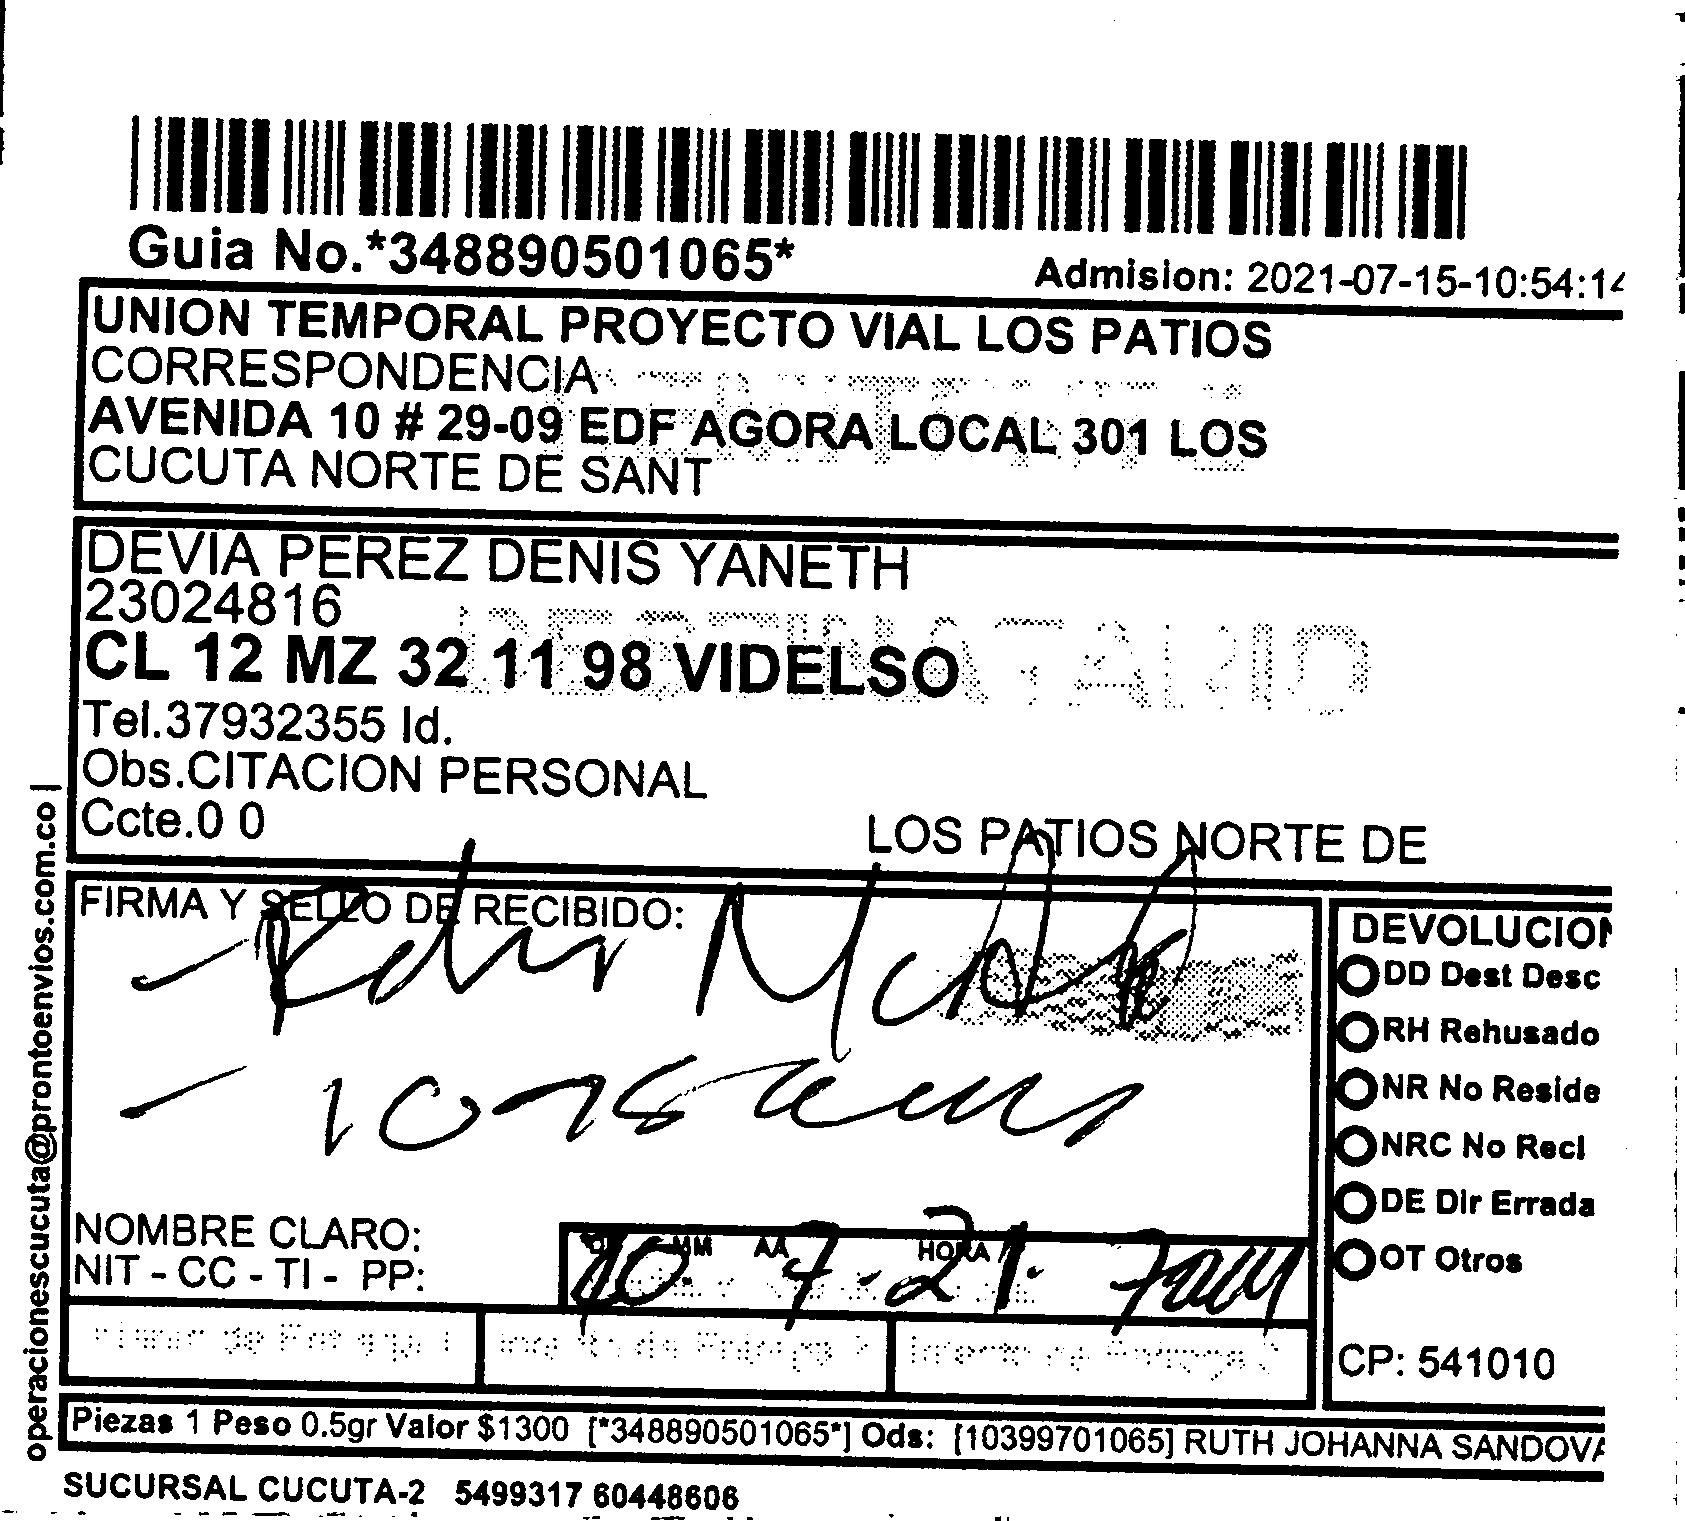 Guia No.*348890501065*
Admision: 2021-07-15-10:54:14
UNION TEMPORAL PROYECTO VIAL LOS PATIOS
CORRESPONDENCIA
AVENIDA 10 # 29-09 EDF AGORA LOCAL 301 LOS
CUCUTA NORTE DE SANT
DEVIA PEREZ DENIS YANETH
23024816
DESTINATARIO
CL 12 MZ 32 11 98 VIDELSO
Tel.37932355 Id.
Obs.CITACION PERSONAL
Ccte.0 0
LOS PATIOS NORTE DE
FIRMA Y SELLO DE RECIBIDO:
NOMBRE CLARO:
NIT - CC - TI - PP:
MM AA HORA
7 - 21. 7am
DEVOLUCION
DD Dest Desc
RH Rehusado
NR No Reside
NRC No Recl
DE Dir Errada
OT Otros
CP: 541010
Piezas 1 Peso 0.5gr Valor $1300 [*348890501065*] Ods: [10399701065] RUTH JOHANNA SANDOVA
SUCURSAL CUCUTA-2 5499317 60448606
operacionescucuta@prontoenvios.com.co |